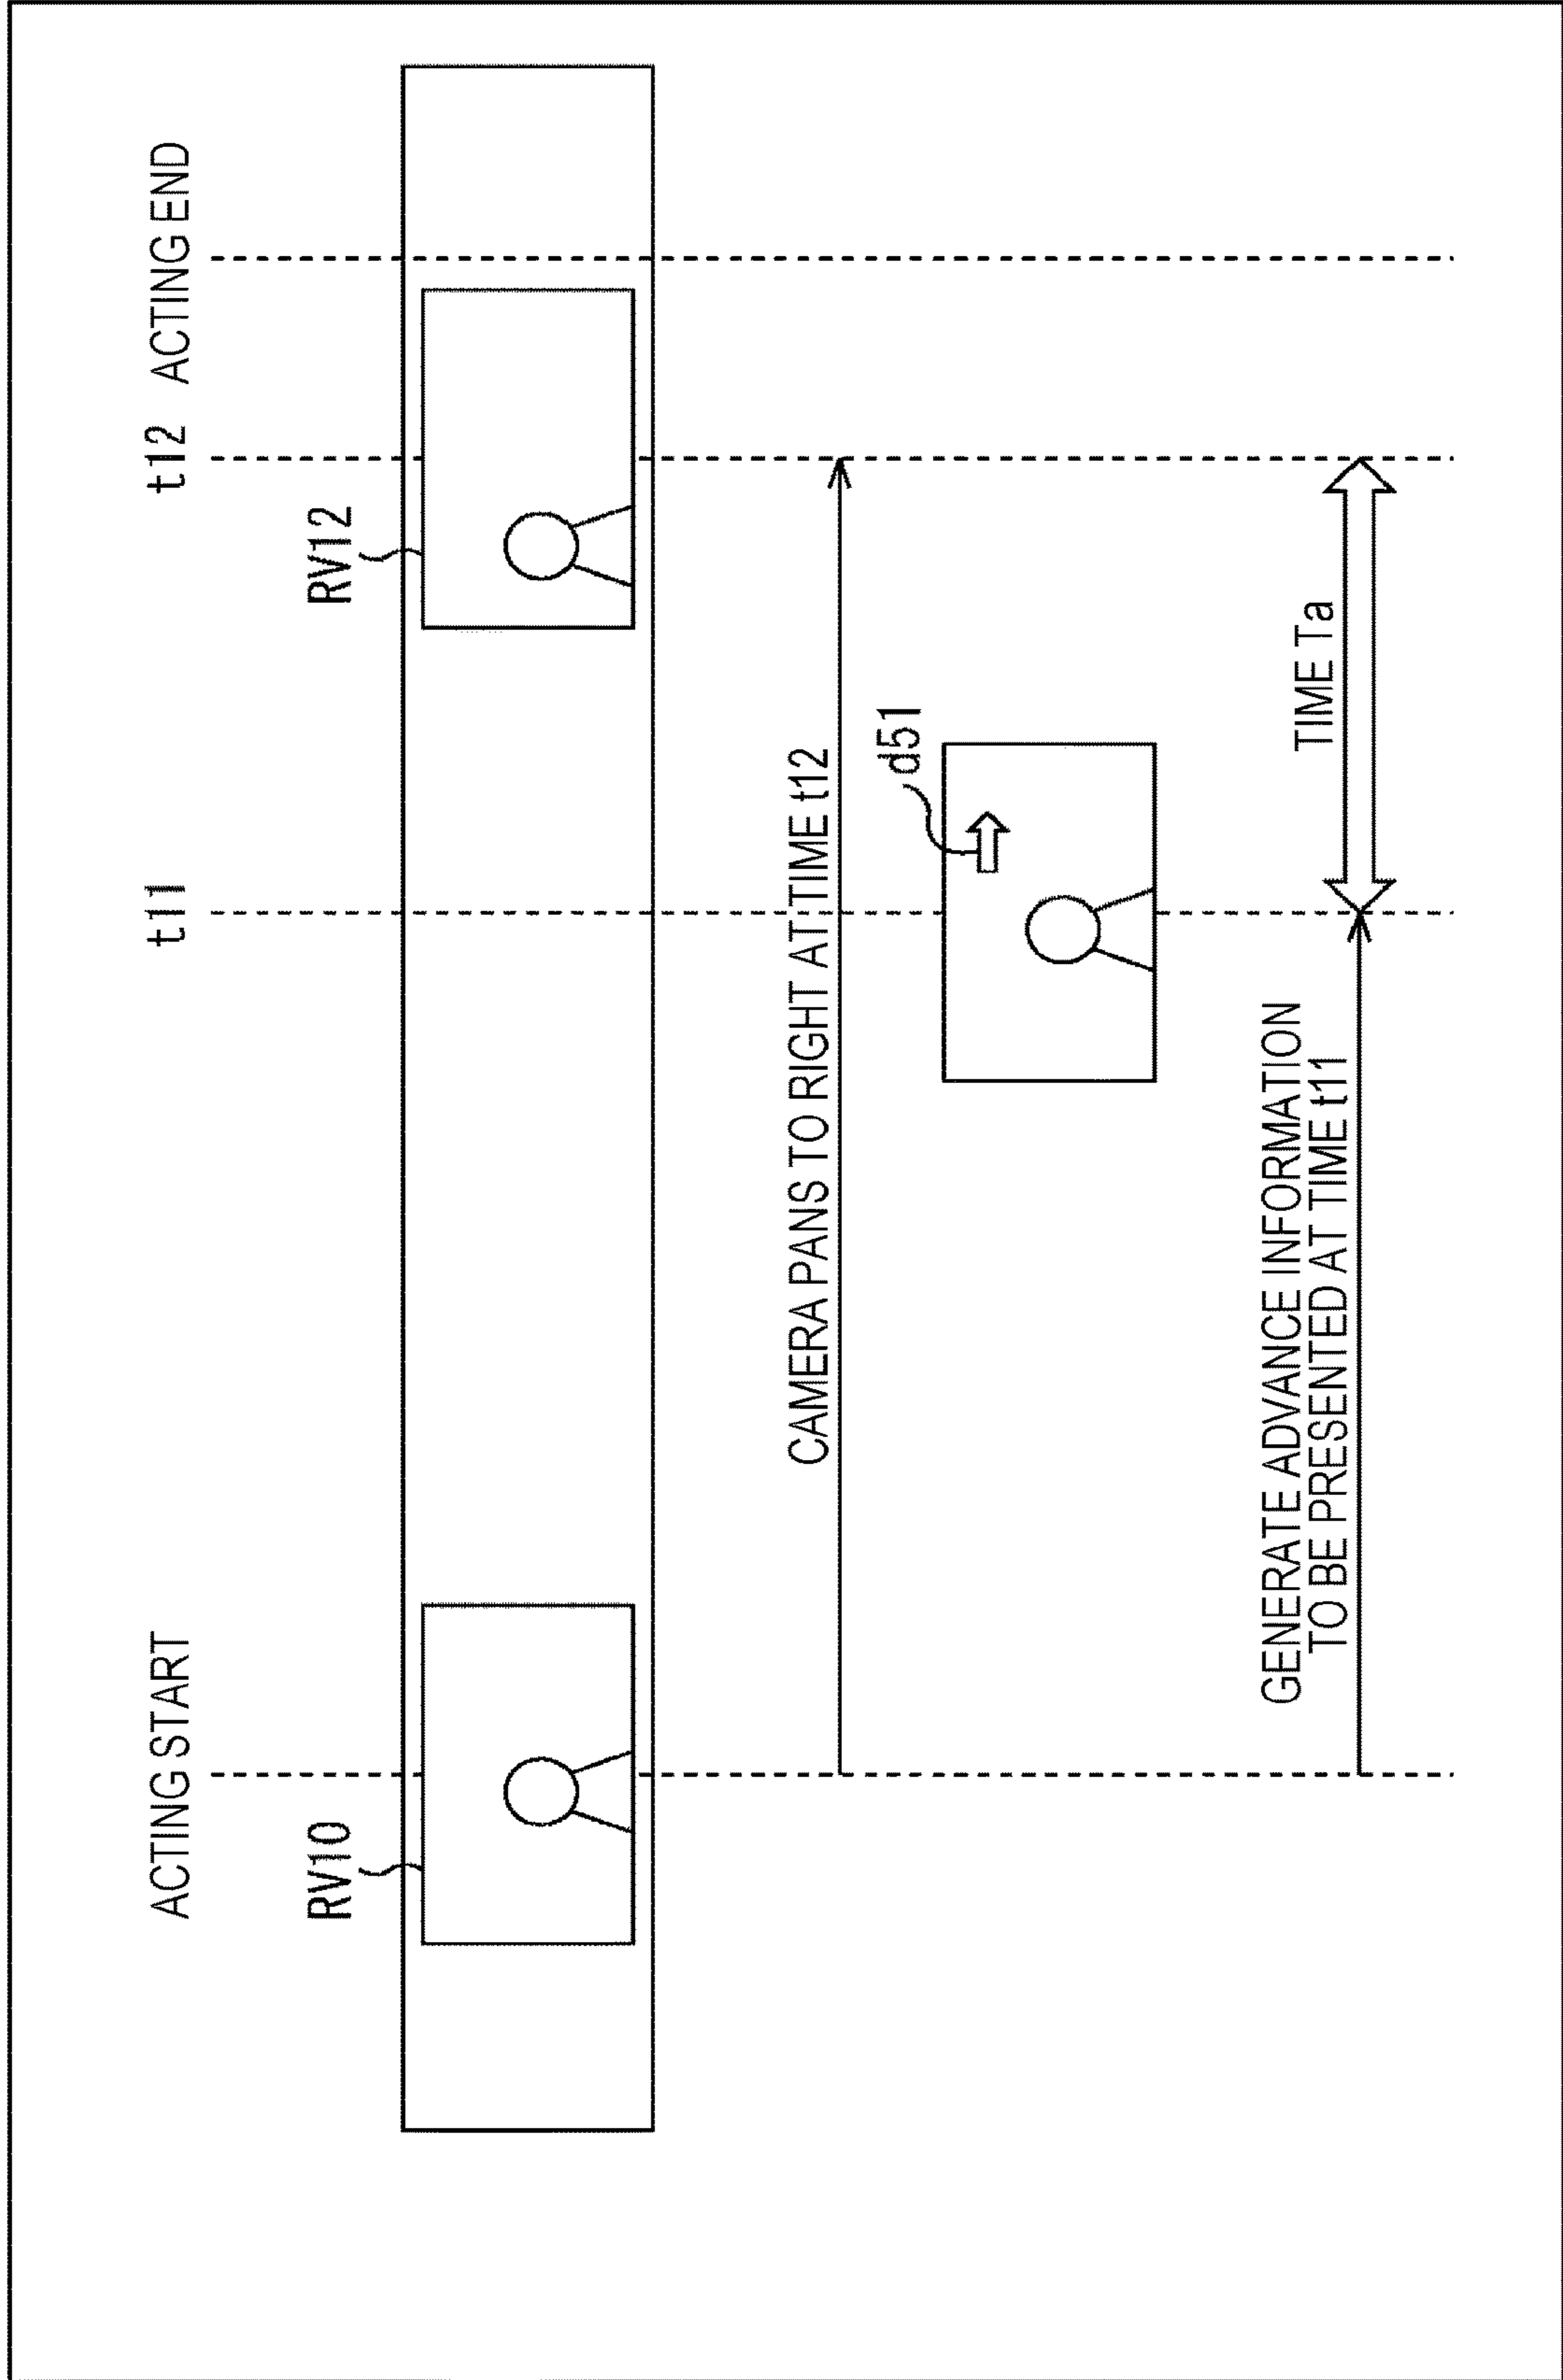 ACTING START
t11
t12
ACTING END
RV10
RV12
CAMERA PANS TO RIGHT AT TIME t12
d51
GENERATE ADVANCE INFORMATION
TO BE PRESENTED AT TIME t11
TIME Ta